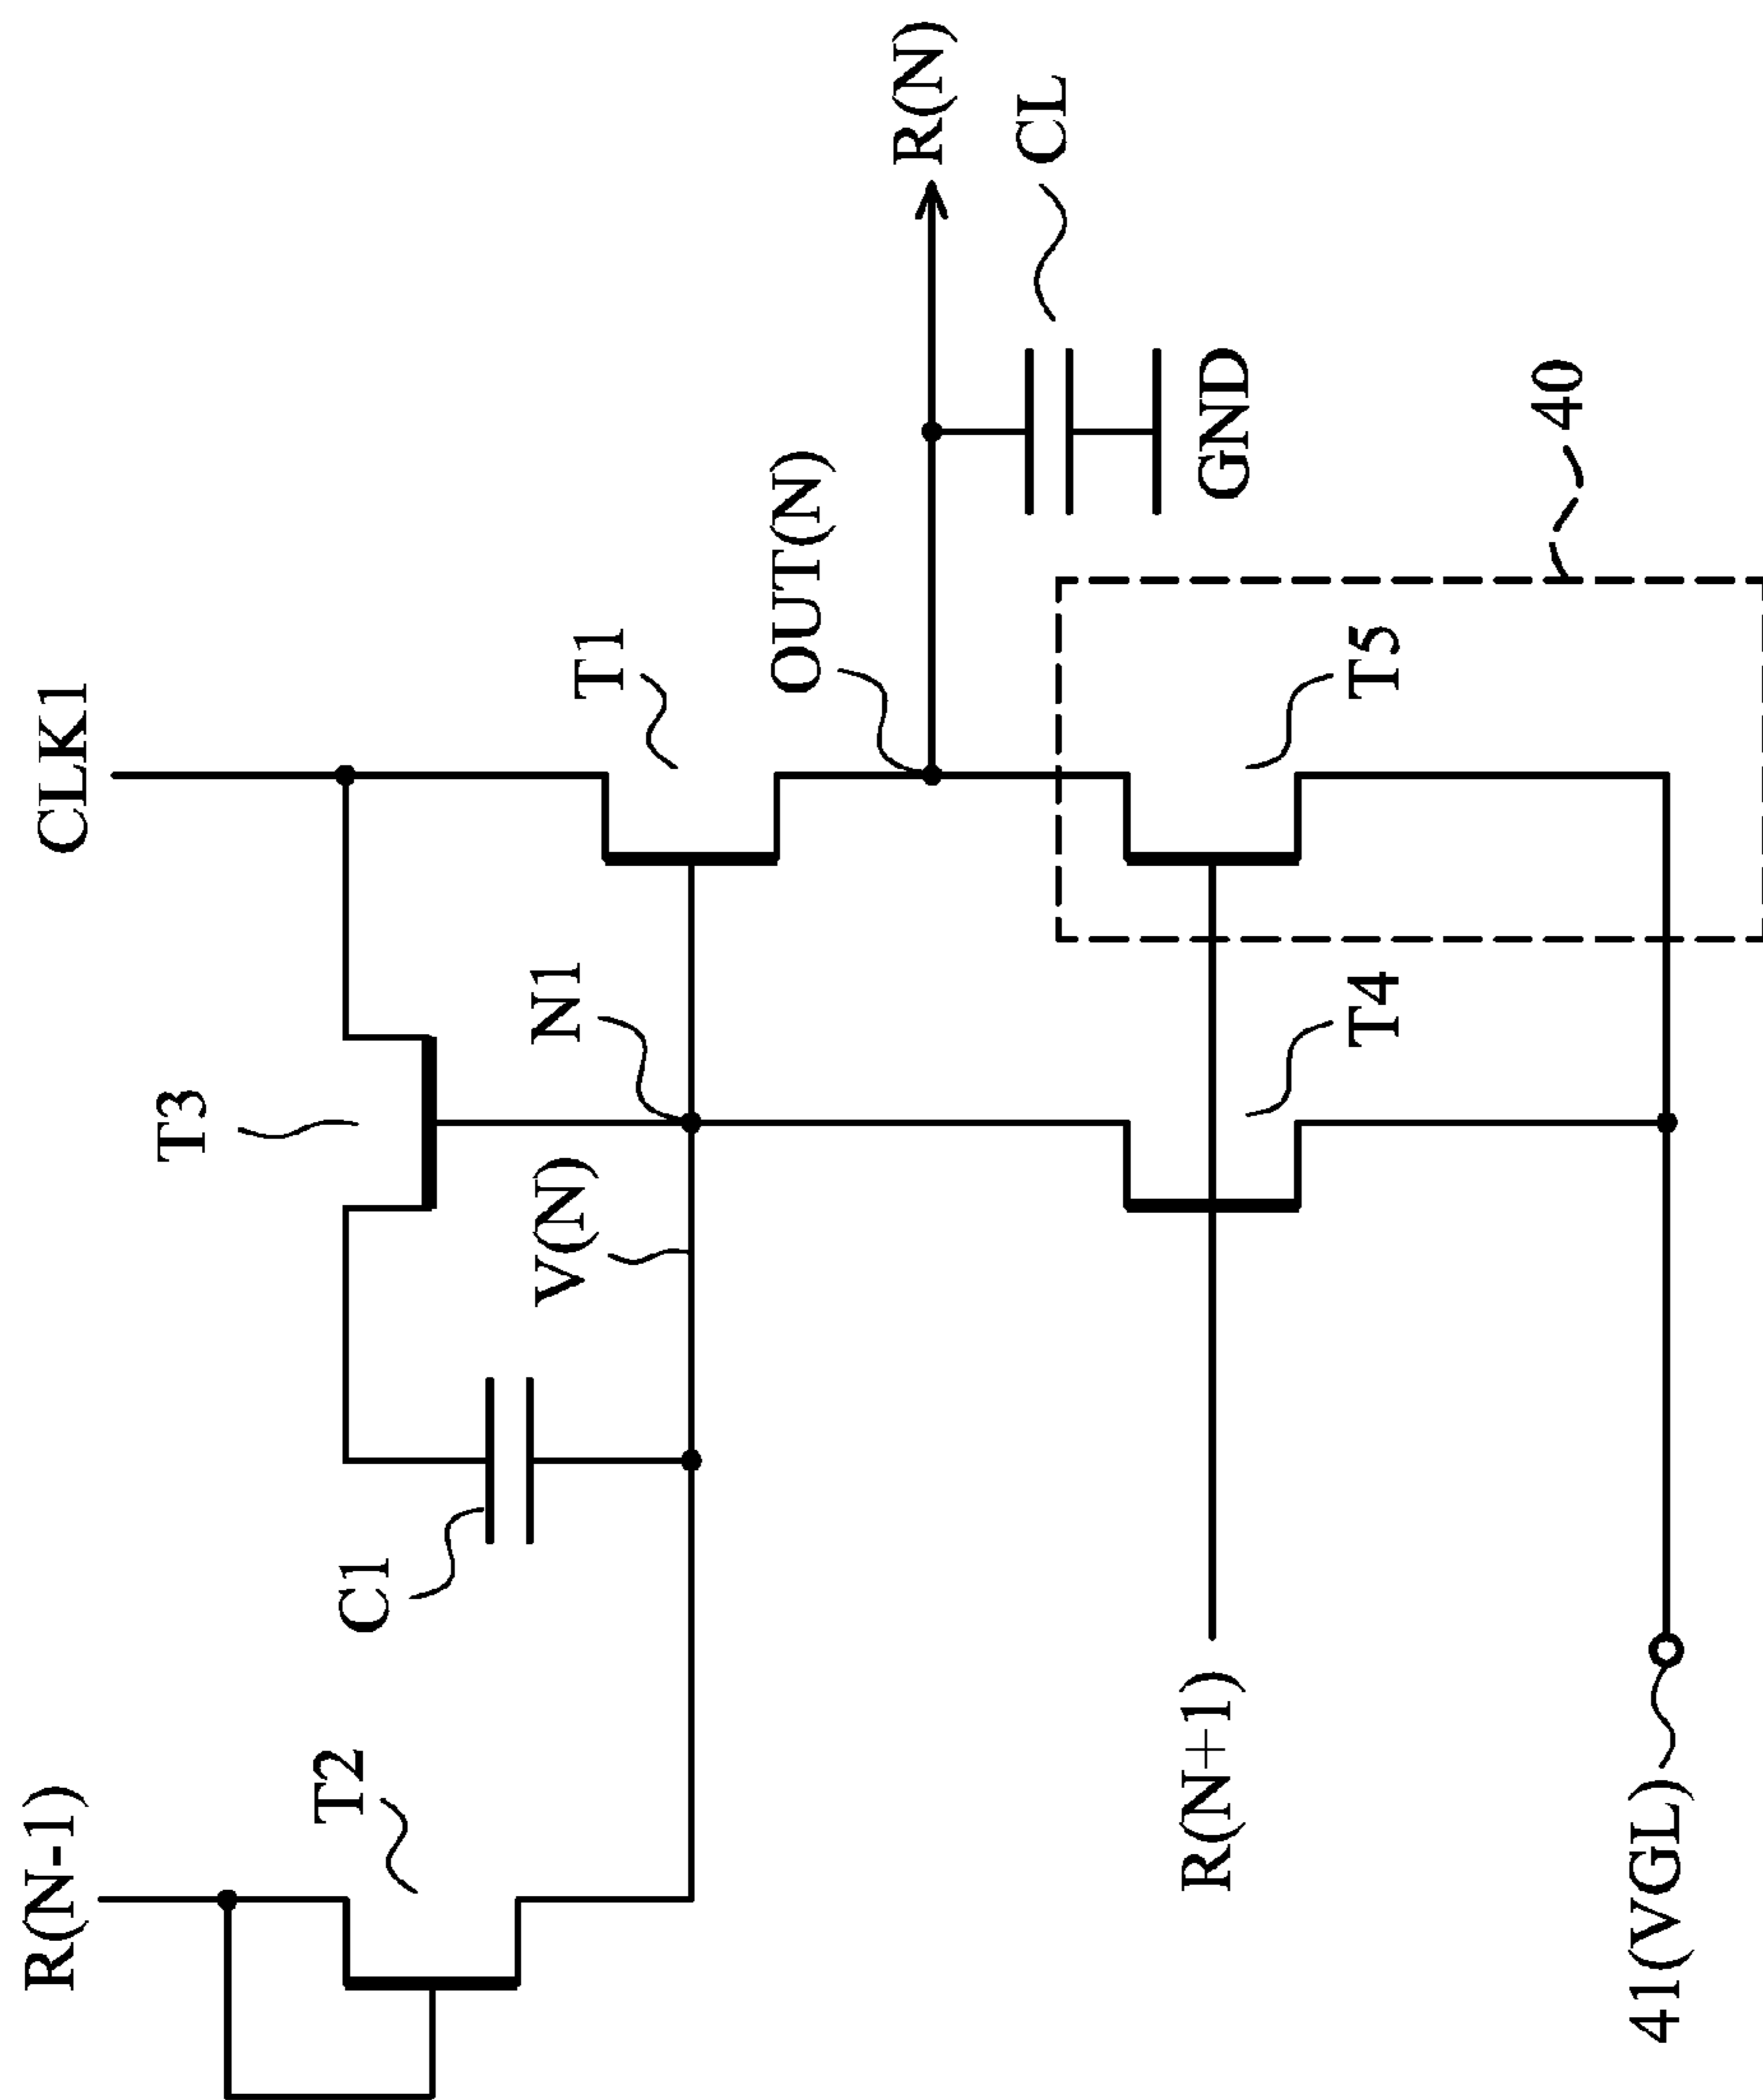 R(N-1)
T2
C1
T3
CLK1
V(N)
N1
T1
OUT(N)
R(N)
CL
GND
R(N+1)
T4
T5
40
41(VGL)